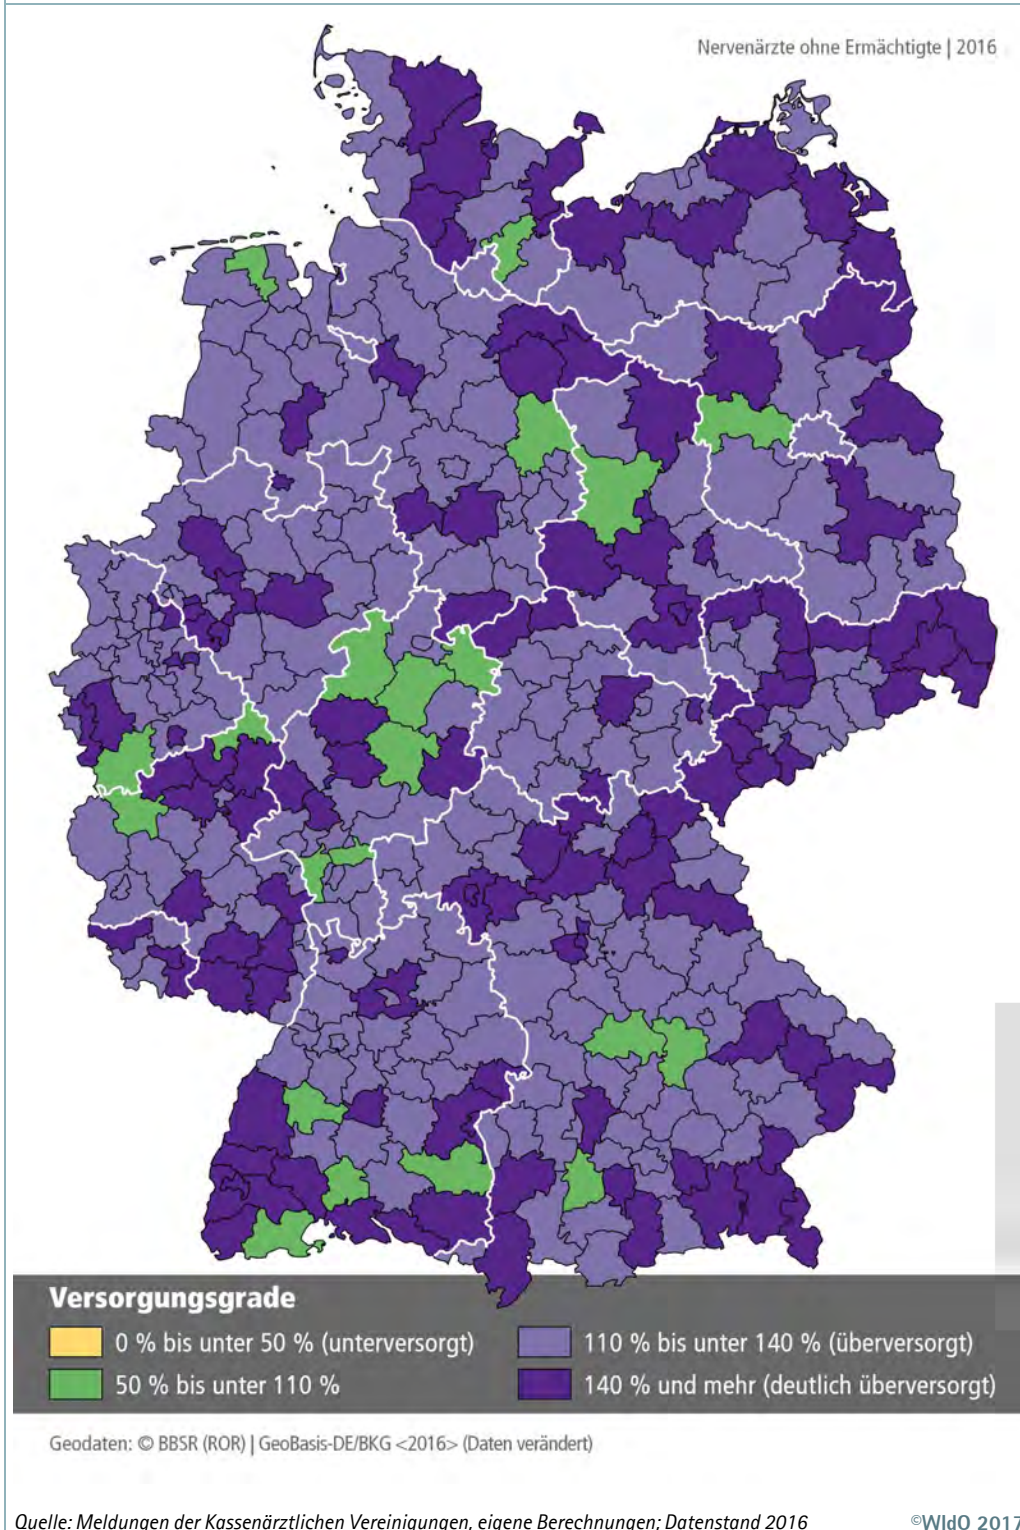 Nervenärzte ohne Ermächtigte | 2016
Versorgungsgrade
0 % bis unter 50 % (unterversorgt)
50 % bis unter 110 %
110 % bis unter 140 % (überversorgt)
140 % und mehr (deutlich überversorgt)
Geodaten: © BBSR (ROR) | GeoBasis-DE/BKG <2016> (Daten verändert)
Quelle: Meldungen der Kassenärztlichen Vereinigungen, eigene Berechnungen; Datenstand 2016
©WIdO 2017